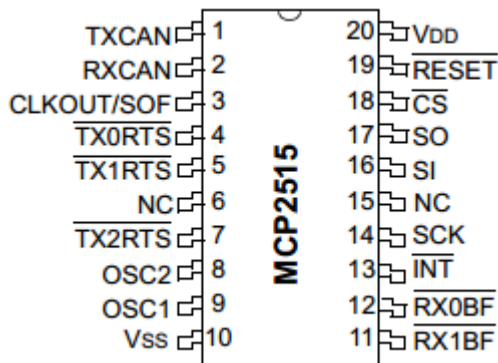 TXCAN 1 20 VDD
RXCAN 2 19 RESET
CLKOUT/SOF 3 18 CS
TX0RTS 4 17 SO
TX1RTS 5 16 SI
NC 6 15 NC
TX2RTS 7 14 SCK
OSC2 8 13 INT
OSC1 9 12 RX0BF
Vss 10 11 RX1BF
MCP2515